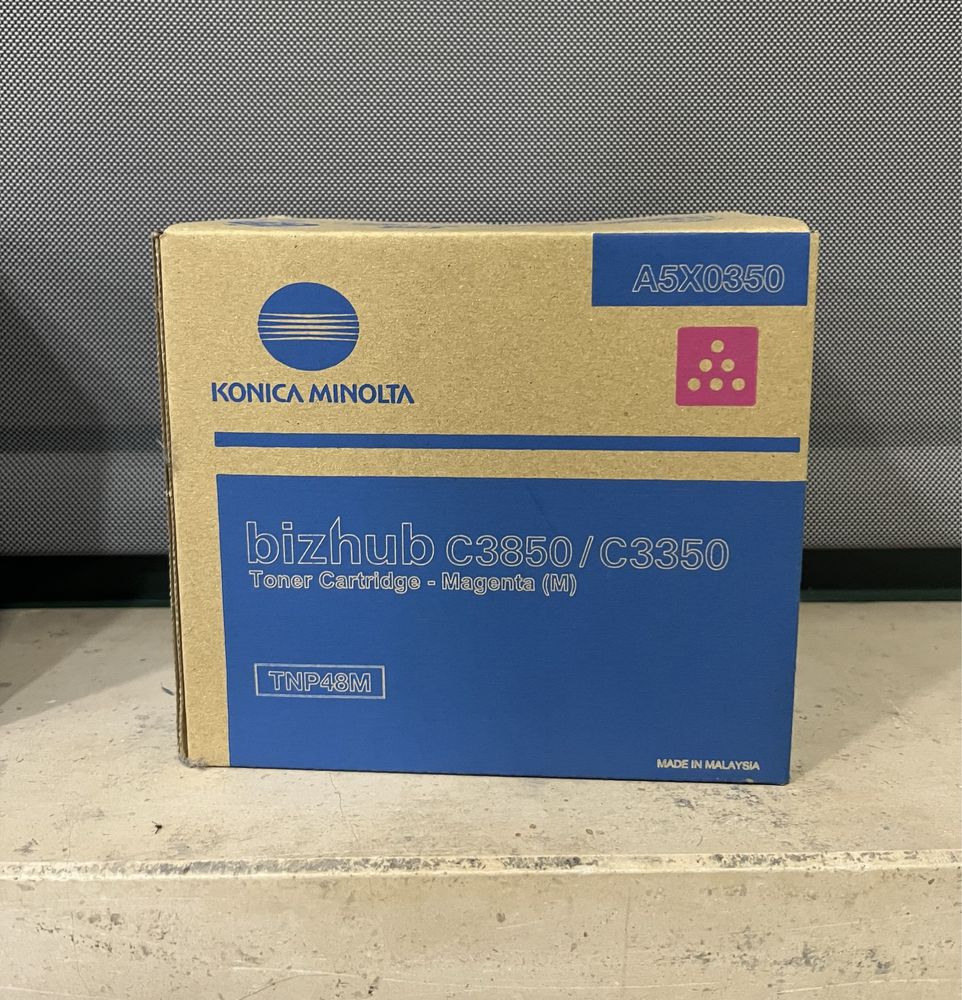 A5X0350
KONICA MINOLTA
bizhub C3850 / C3350
Toner Cartridge - Magenta (M)
TNP48M
MADE IN MALAYSIA